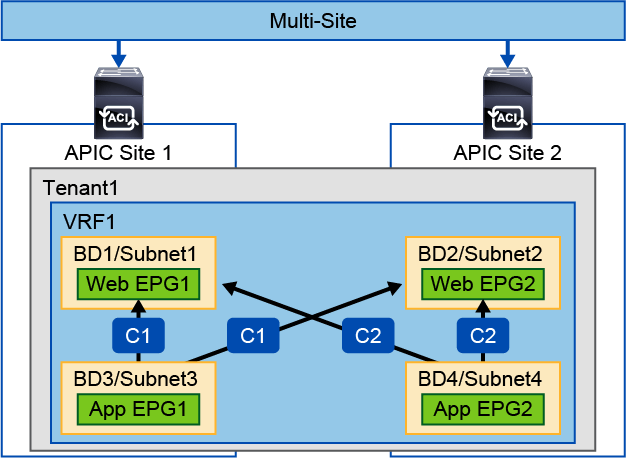 Multi-Site
ACI
ACI
APIC Site 1
APIC Site 2
Tenant1
VRF1
BD1/Subnet1
Web EPG1
BD2/Subnet2
Web EPG2
C1
C1
C2
C2
BD3/Subnet3
App EPG1
BD4/Subnet4
App EPG2